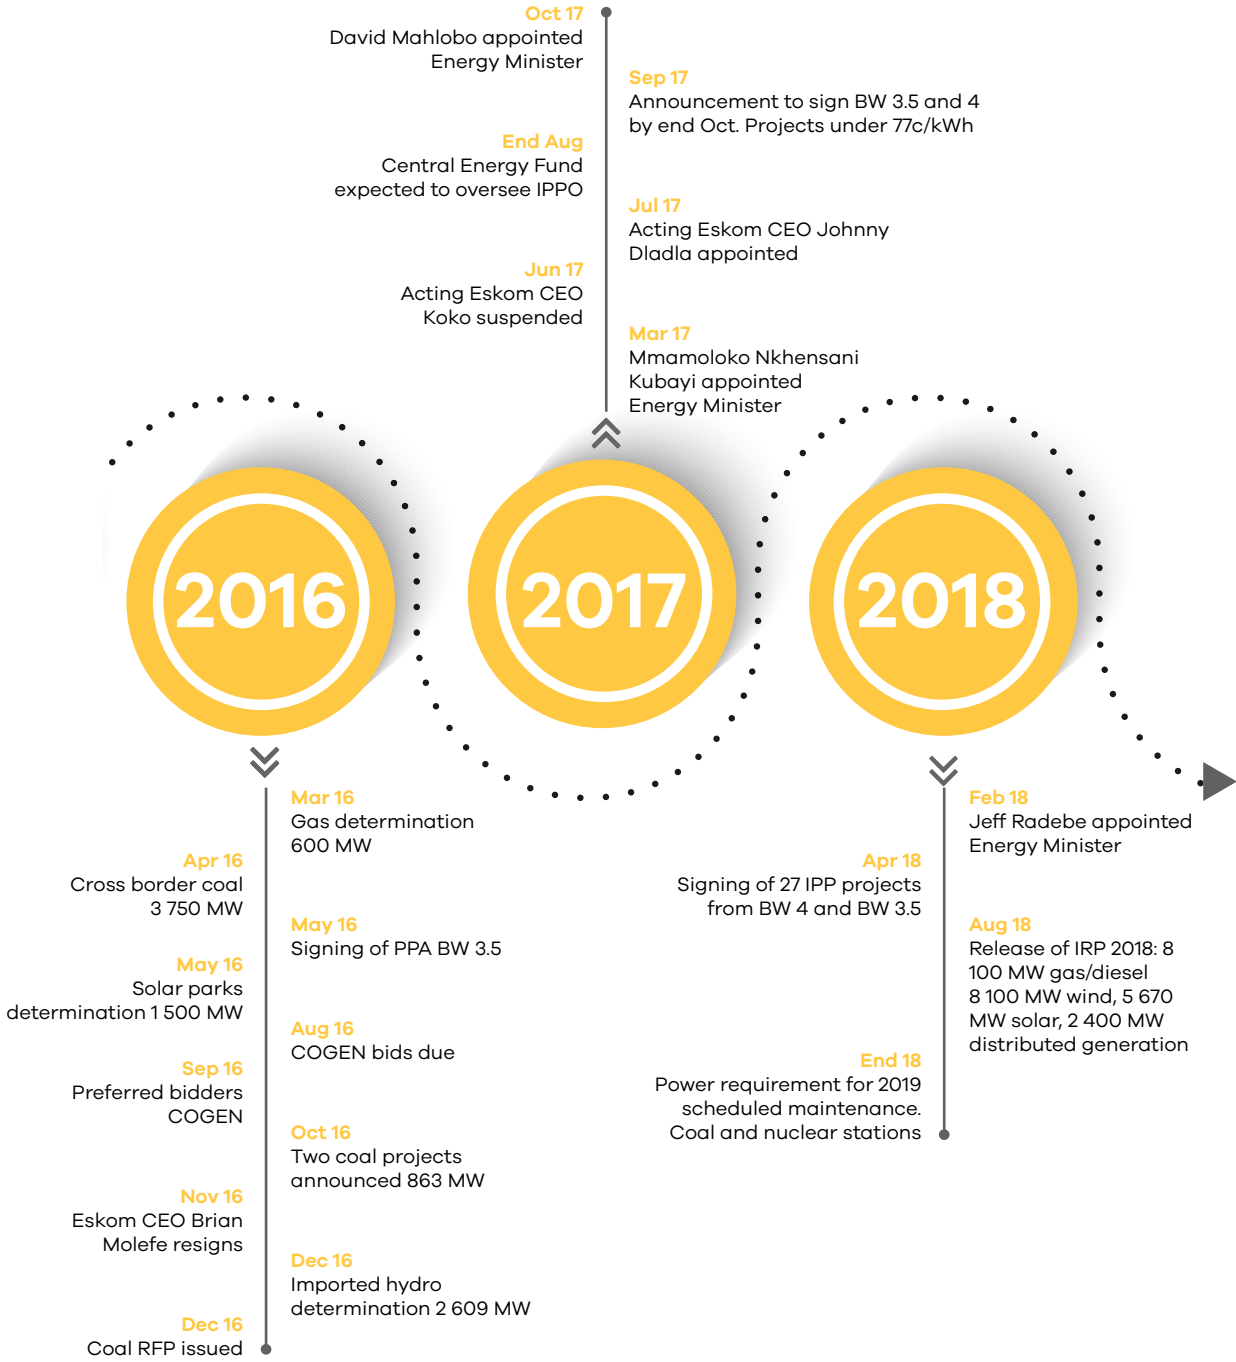 Oct 17
David Mahlobo appointed
Energy Minister
Sep 17
Announcement to sign BW 3.5 and 4
by end Oct. Projects under 77c/kWh
End Aug
Central Energy Fund
expected to oversee IPPO
Jul 17
Acting Eskom CEO Johnny
Dladla appointed
Jun 17
Acting Eskom CEO
Koko suspended
Mar 17
Mmamoloko Nkhensani
Kubayi appointed
Energy Minister
2016
2017
2018
Mar 16
Gas determination
600 MW
Apr 16
Cross border coal
3 750 MW
May 16
Signing of PPA BW 3.5
May 16
Solar parks
determination 1 500 MW
Aug 16
COGEN bids due
Sep 16
Preferred bidders
COGEN
Oct 16
Two coal projects
announced 863 MW
Nov 16
Eskom CEO Brian
Molefe resigns
Dec 16
Imported hydro
determination 2 609 MW
Dec 16
Coal RFP issued
Feb 18
Jeff Radebe appointed
Energy Minister
Apr 18
Signing of 27 IPP projects
from BW 4 and BW 3.5
Aug 18
Release of IRP 2018: 8
100 MW gas/diesel
8 100 MW wind, 5 670
MW solar, 2 400 MW
distributed generation
End 18
Power requirement for 2019
scheduled maintenance.
Coal and nuclear stations